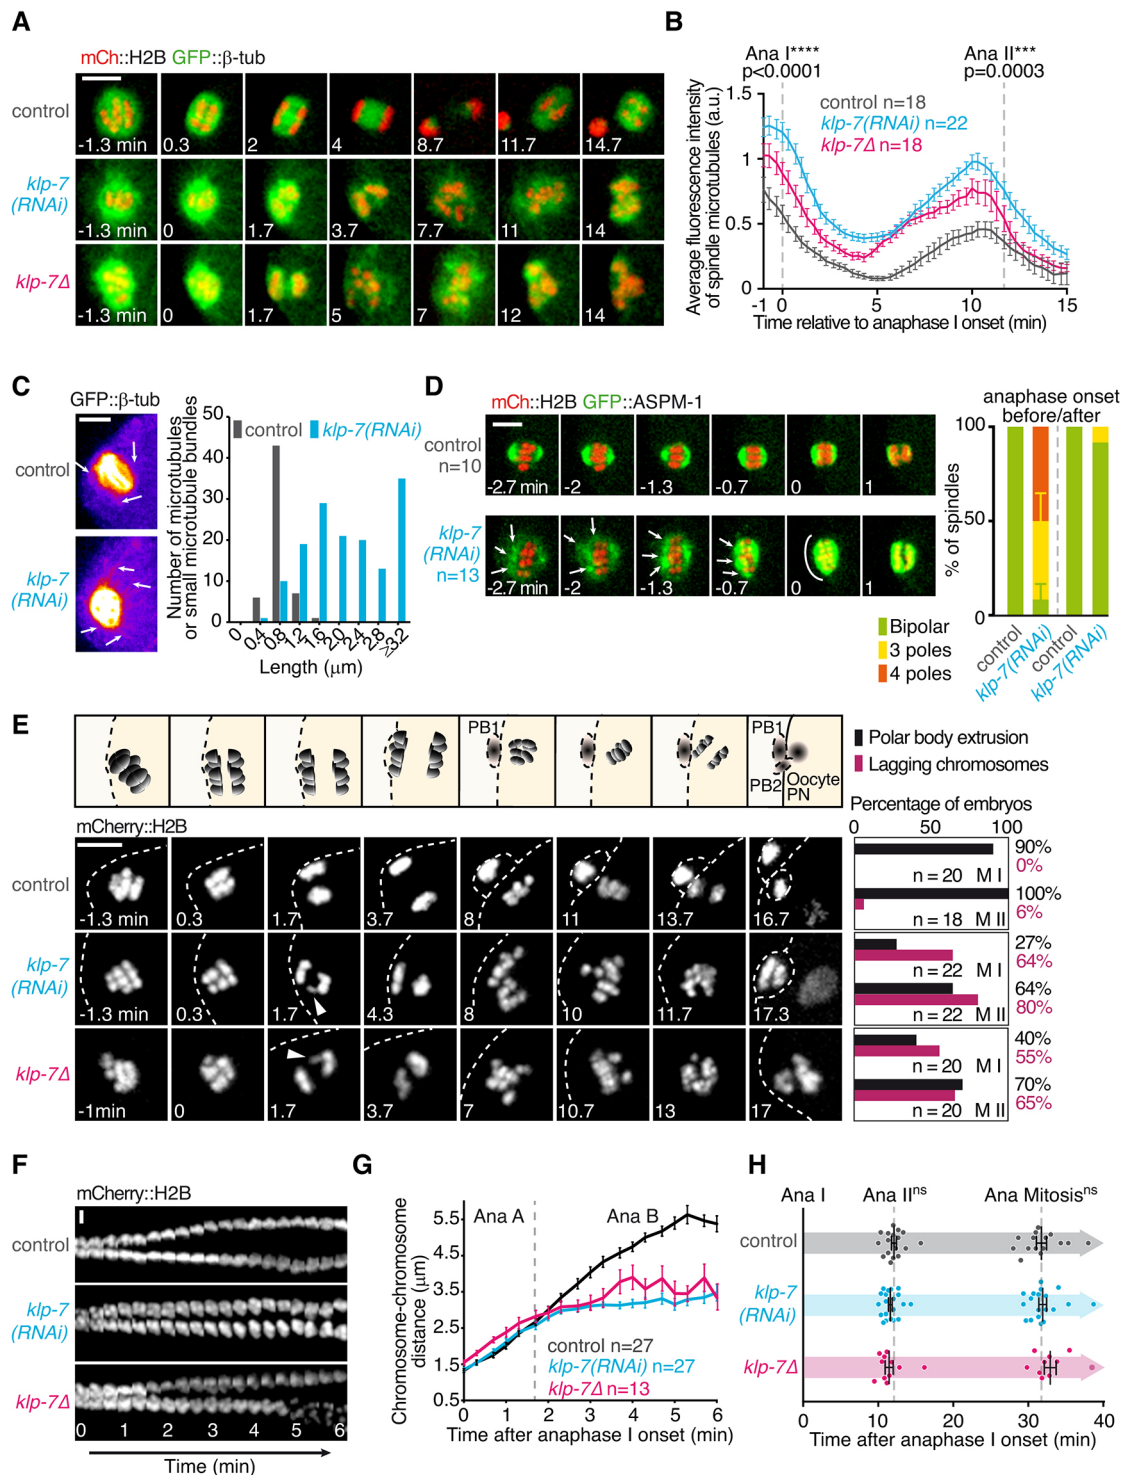 A
mCh::H2B GFP::β-tub
control
-1.3 min
0.3
2
4
8.7
11.7
14.7
klp-7
(RNAi)
-1.3 min
0
1.7
3.7
7.7
11
14
klp-7Δ
-1.3 min
0
1.7
5
7
12
14
B
Ana I****
p<0.0001
Ana II***
p=0.0003
control n=18
klp-7(RNAi) n=22
klp-7Δ n=18
Average fluorescence intensity
of spindle microtubules (a.u.)
1.5
1
0.5
0
-1 0 5 10 15
Time relative to anaphase I onset (min)
C
GFP::β-tub
control
klp-7
(RNAi)
Number of microtubules
or small microtubule bundles
50
40
30
20
10
0
control
klp-7(RNAi)
0 0.4 0.8 1.2 1.6 2.0 2.4 2.8 ≥3.2
Length (μm)
D
mCh::H2B GFP::ASPM-1
control
n=10
-2.7 min
-2
-1.3
-0.7
0
1
klp-7
(RNAi)
n=13
-2.7 min
-2
-1.3
-0.7
0
1
anaphase onset
before/after
% of spindles
100
50
0
control
klp-7(RNAi)
control
klp-7(RNAi)
Bipolar
3 poles
4 poles
E
PB1
PB1
PB2
Oocyte
PN
Polar body extrusion
Lagging chromosomes
Percentage of embryos
0 50 100
mCherry::H2B
control
-1.3 min
0.3
1.7
3.7
8
11
13.7
16.7
90%
0%
n = 20 M I
100%
6%
n = 18 M II
klp-7
(RNAi)
-1.3 min
0.3
1.7
4.3
8
10
11.7
17.3
27%
64%
n = 22 M I
64%
80%
n = 22 M II
klp-7Δ
-1min
0
1.7
3.7
7
10.7
13
17
40%
55%
n = 20 M I
70%
65%
n = 20 M II
F
mCherry::H2B
control
klp-7
(RNAi)
klp-7Δ
0 1 2 3 4 5 6
Time (min)
G
Chromosome-chromosome
distance (μm)
5.5
4.5
3.5
2.5
1.5
0.5
Ana A
Ana B
control n=27
klp-7(RNAi) n=27
klp-7Δ n=13
0 1 2 3 4 5 6
Time after anaphase I onset (min)
H
Ana I
Ana IIns
Ana Mitosisns
control
klp-7
(RNAi)
klp-7Δ
0 10 20 30 40
Time after anaphase I onset (min)